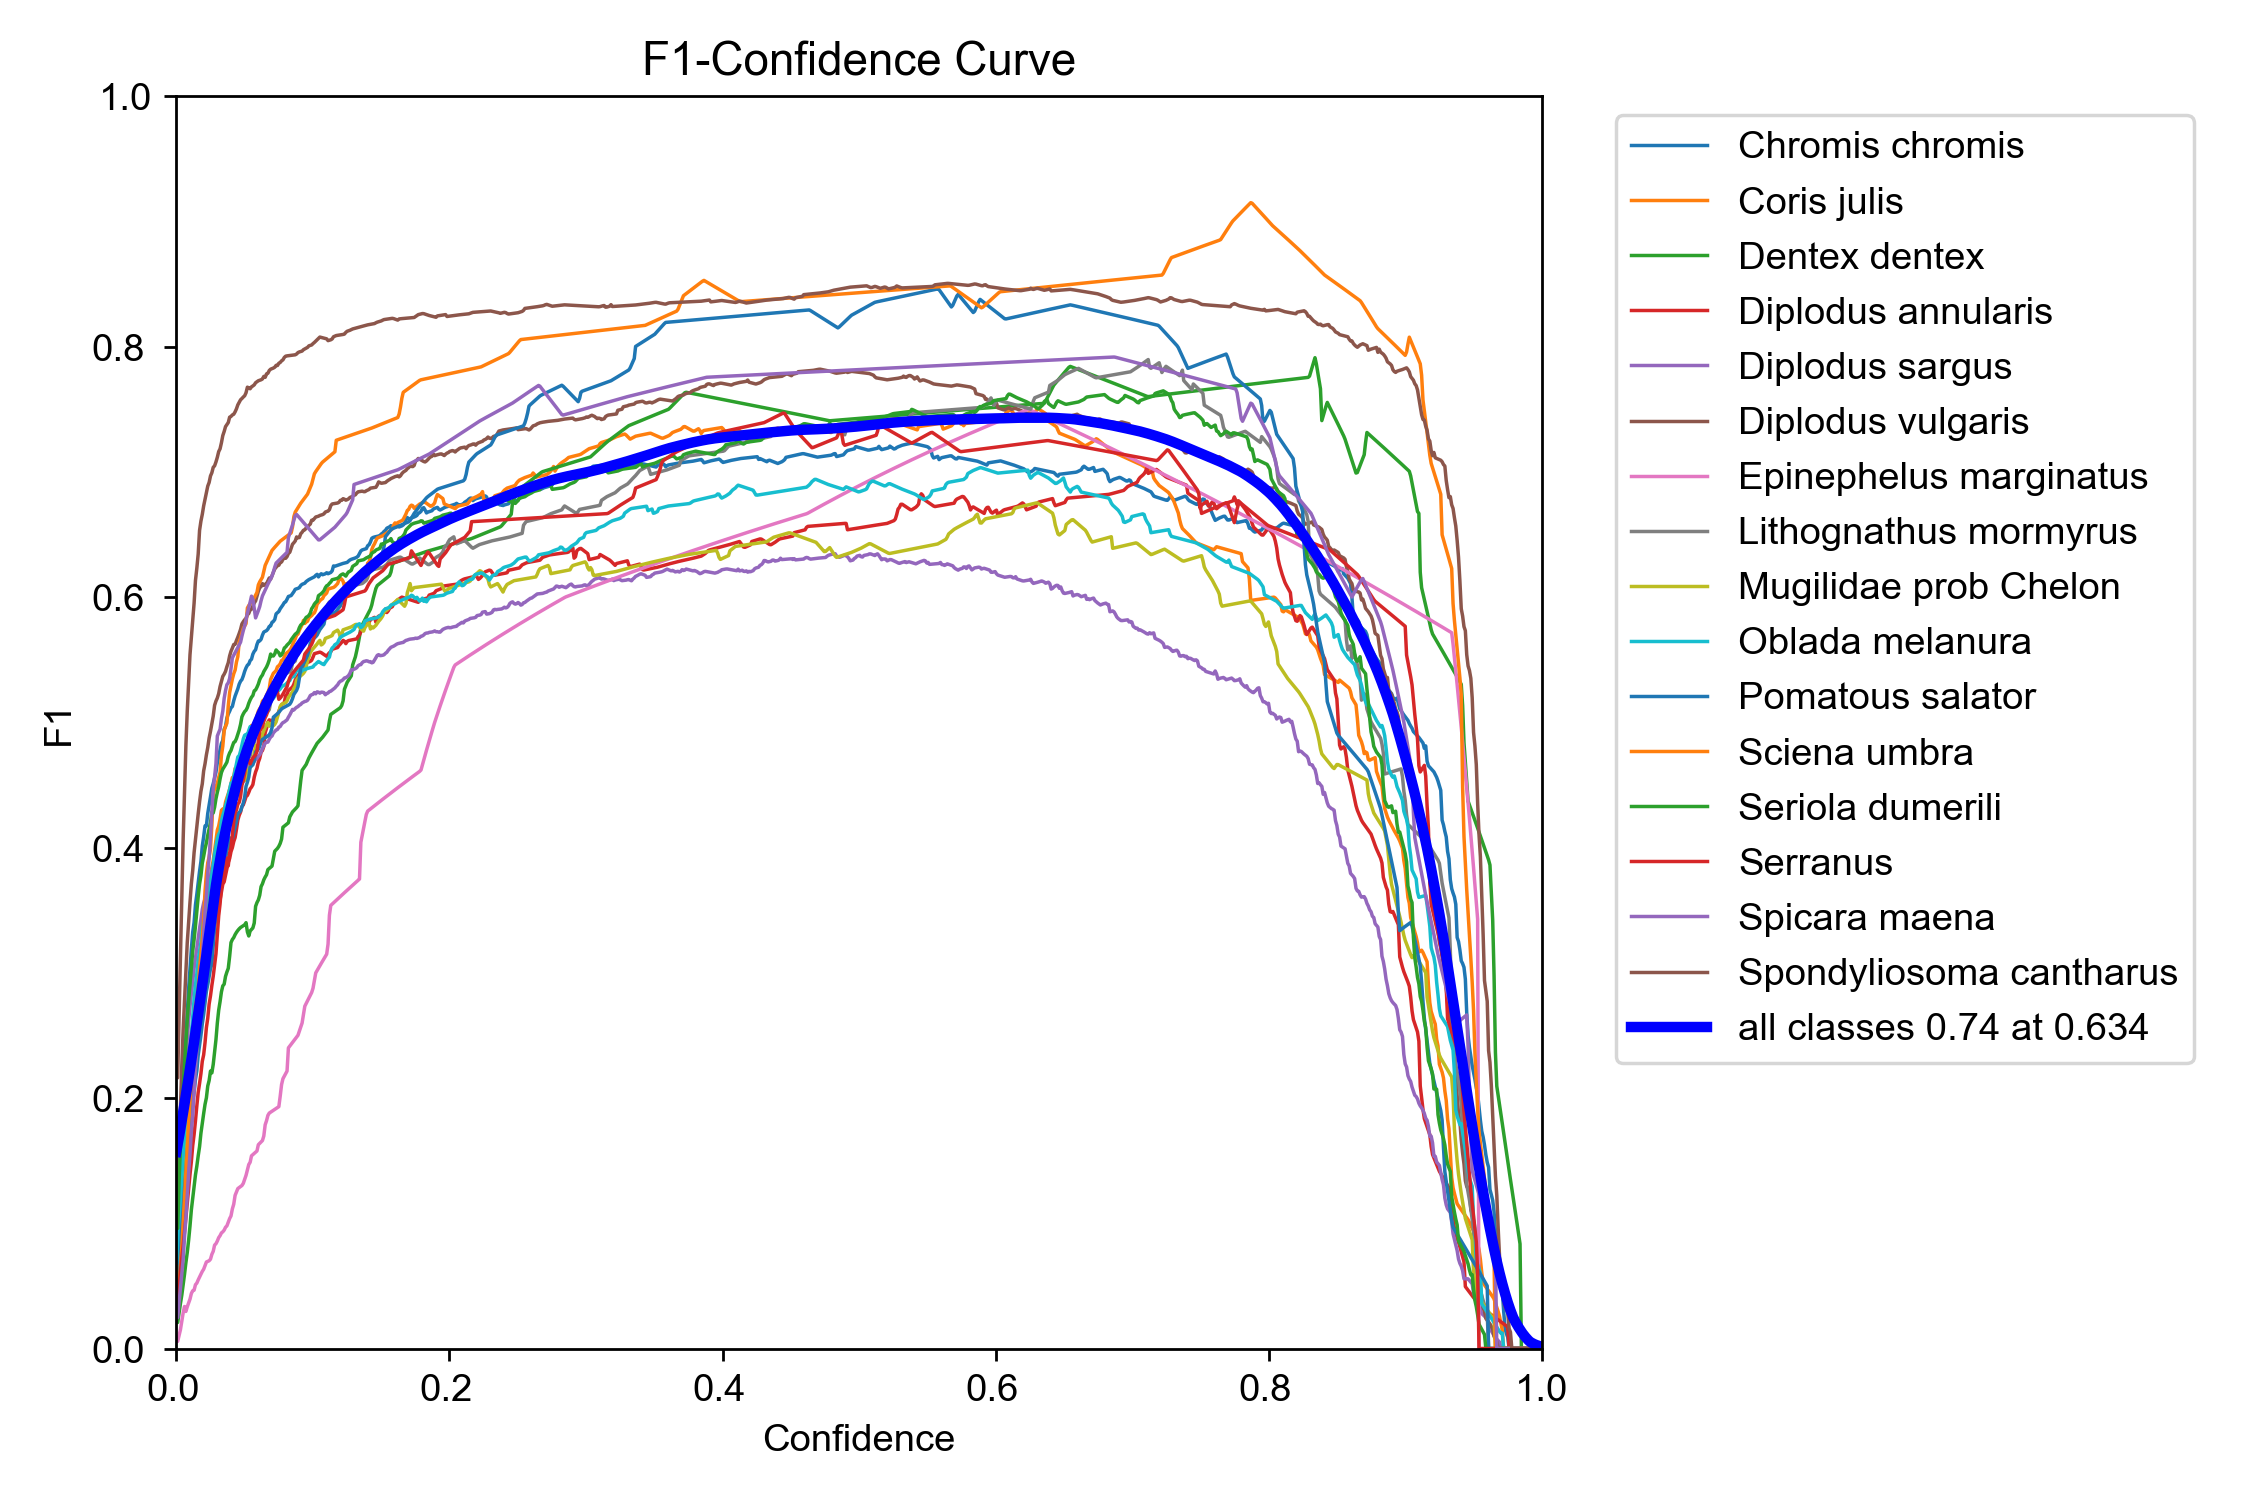 F1-Confidence Curve
1.0
0.8
0.6
0.4
0.2
0.0
F1
0.0 0.2 0.4 0.6 0.8 1.0
Confidence
Chromis chromis
Coris julis
Dentex dentex
Diplodus annularis
Diplodus sargus
Diplodus vulgaris
Epinephelus marginatus
Lithognathus mormyrus
Mugilidae prob Chelon
Oblada melanura
Pomatous salator
Sciena umbra
Seriola dumerili
Serranus
Spicara maena
Spondyliosoma cantharus
all classes 0.74 at 0.634